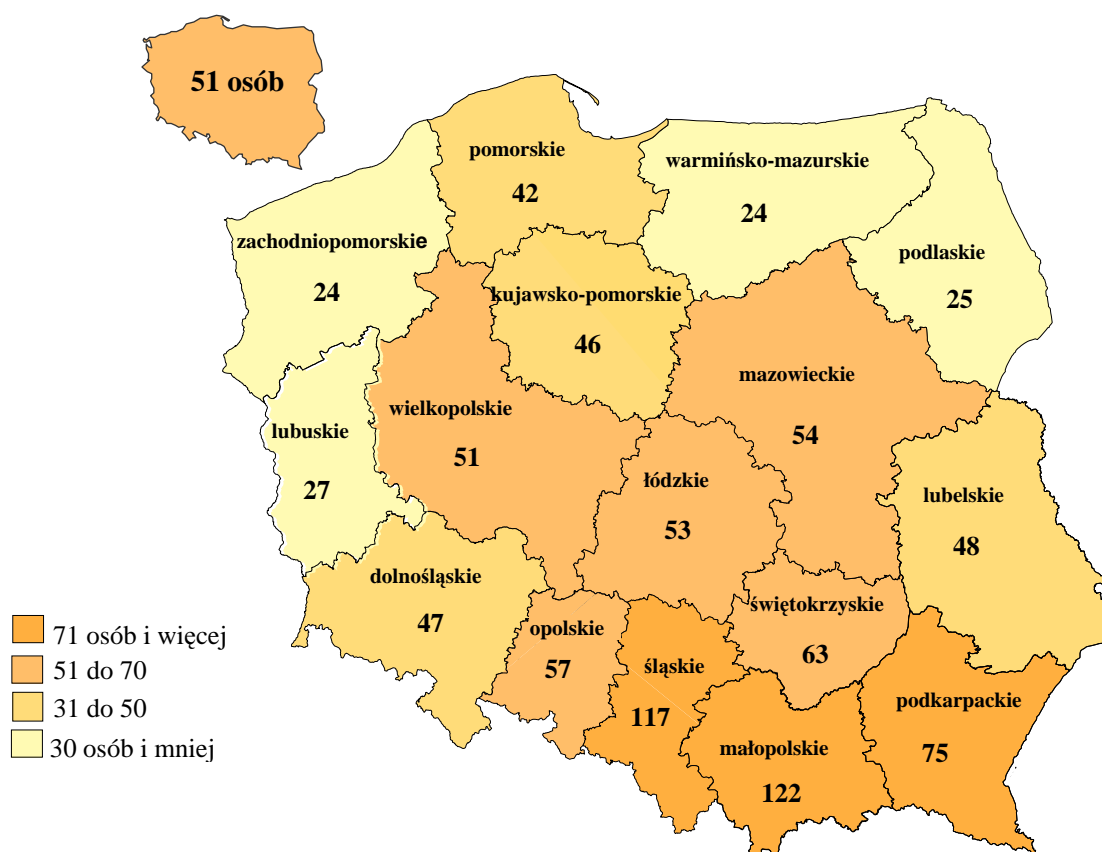 51 osób
pomorskie
42
warmińsko-mazurskie
24
zachodniopomorskie
24
podlaskie
25
kujawsko-pomorskie
46
mazowieckie
54
wielkopolskie
51
lubuskie
27
łódzkie
53
lubelskie
48
dolnośląskie
47
świętokrzyskie
63
opolskie
57
śląskie
117
podkarpackie
75
małopolskie
122
71 osób i więcej
51 do 70
31 do 50
30 osób i mniej